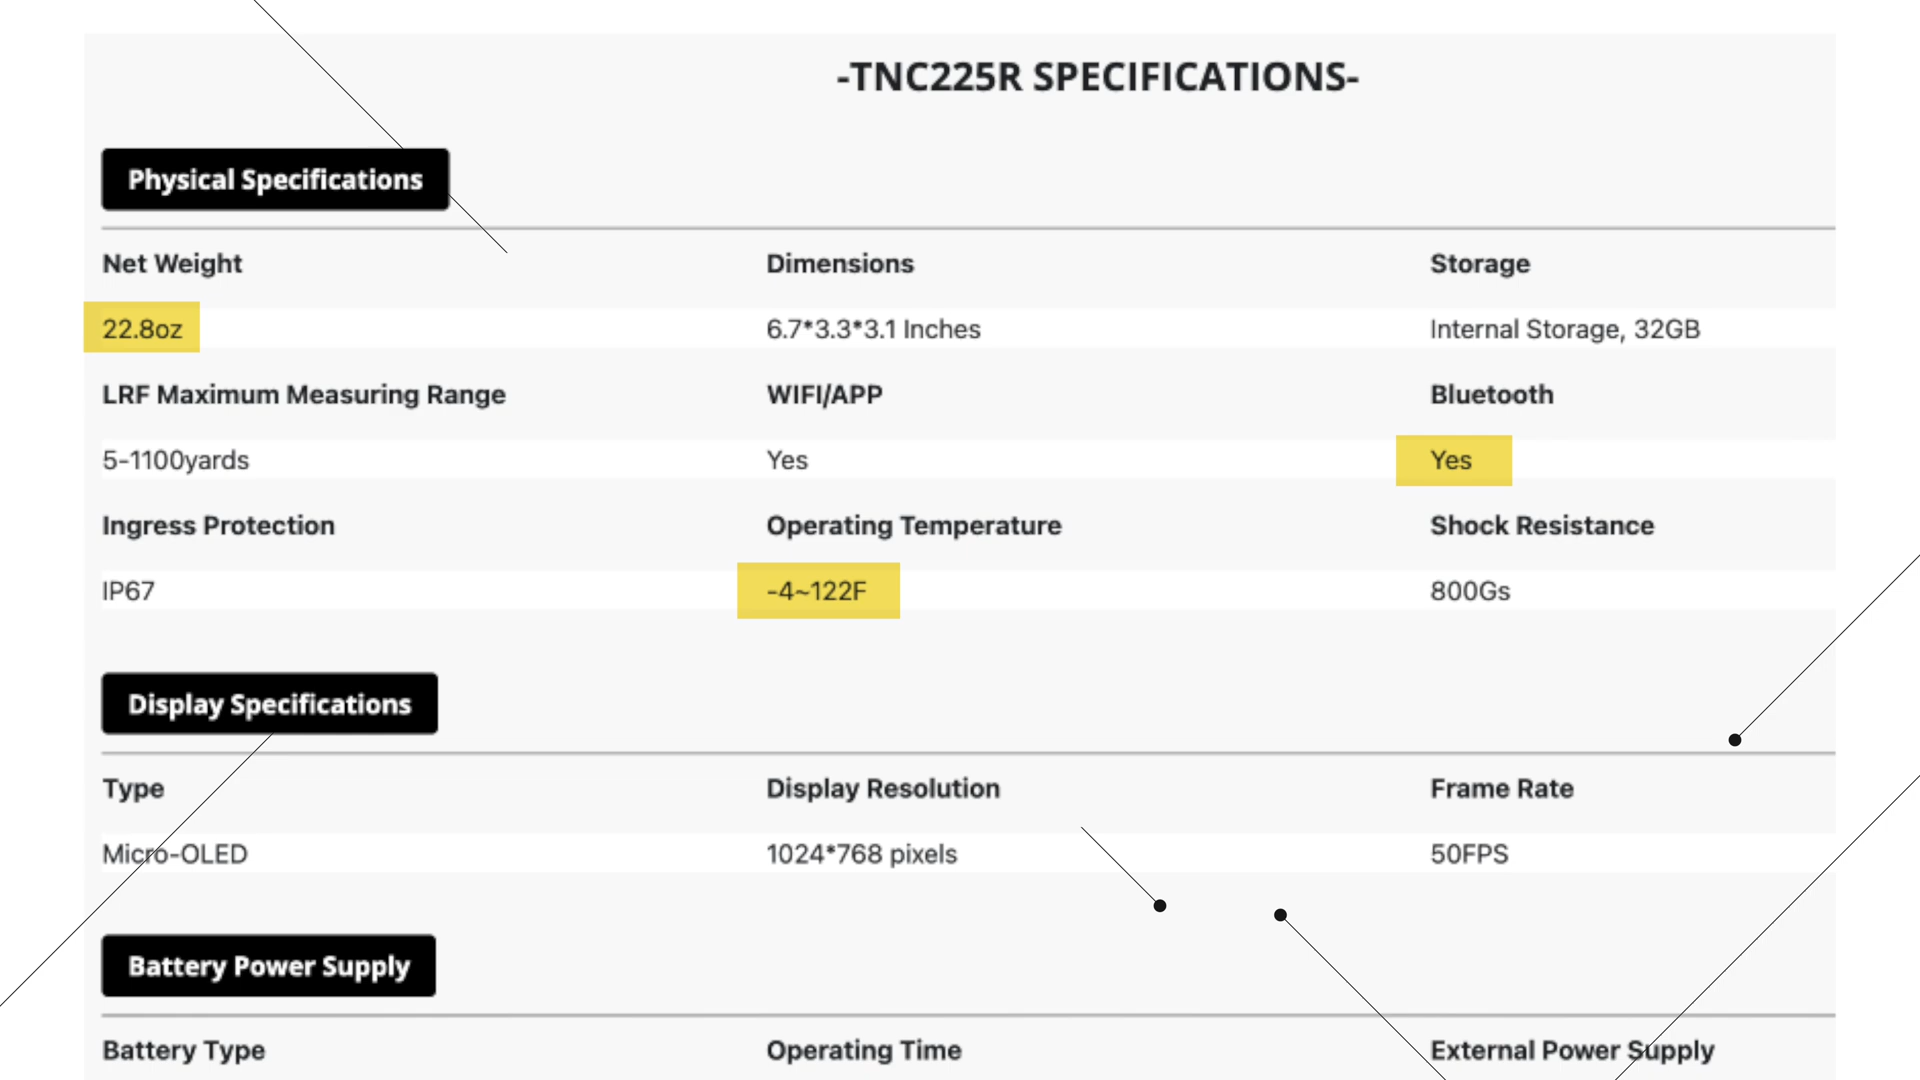 -TNC225R SPECIFICATIONS-
Physical Specifications
Net Weight Dimensions Storage
22.8oz 6.7*3.3*3.1 Inches Internal Storage, 32GB
LRF Maximum Measuring Range WIFI/APP Bluetooth
5-1100yards Yes Yes
Ingress Protection Operating Temperature Shock Resistance
IP67 -4~122F 800Gs
Display Specifications
Type Display Resolution Frame Rate
Micro-OLED 1024*768 pixels 50FPS
Battery Power Supply
Battery Type Operating Time External Power Supply